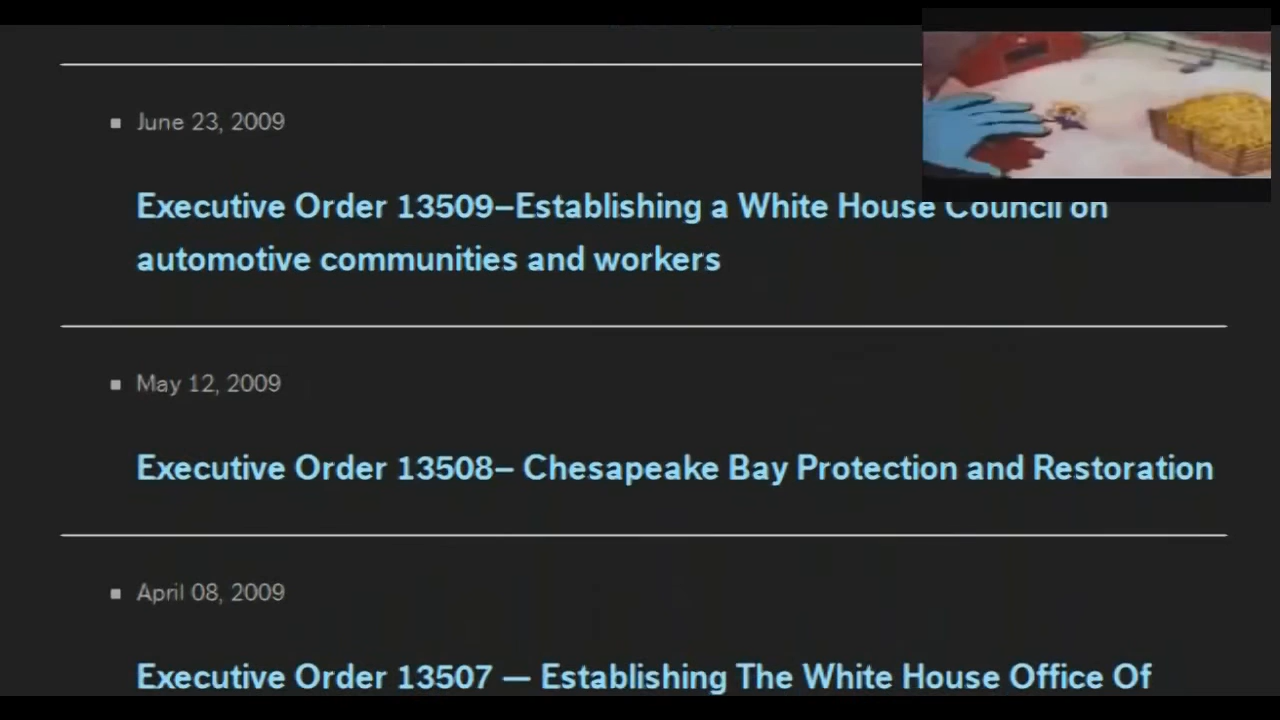 June 23, 2009
Executive Order 13509–Establishing a White House Council on
automotive communities and workers
May 12, 2009
Executive Order 13508– Chesapeake Bay Protection and Restoration
April 08, 2009
Executive Order 13507 — Establishing The White House Office Of